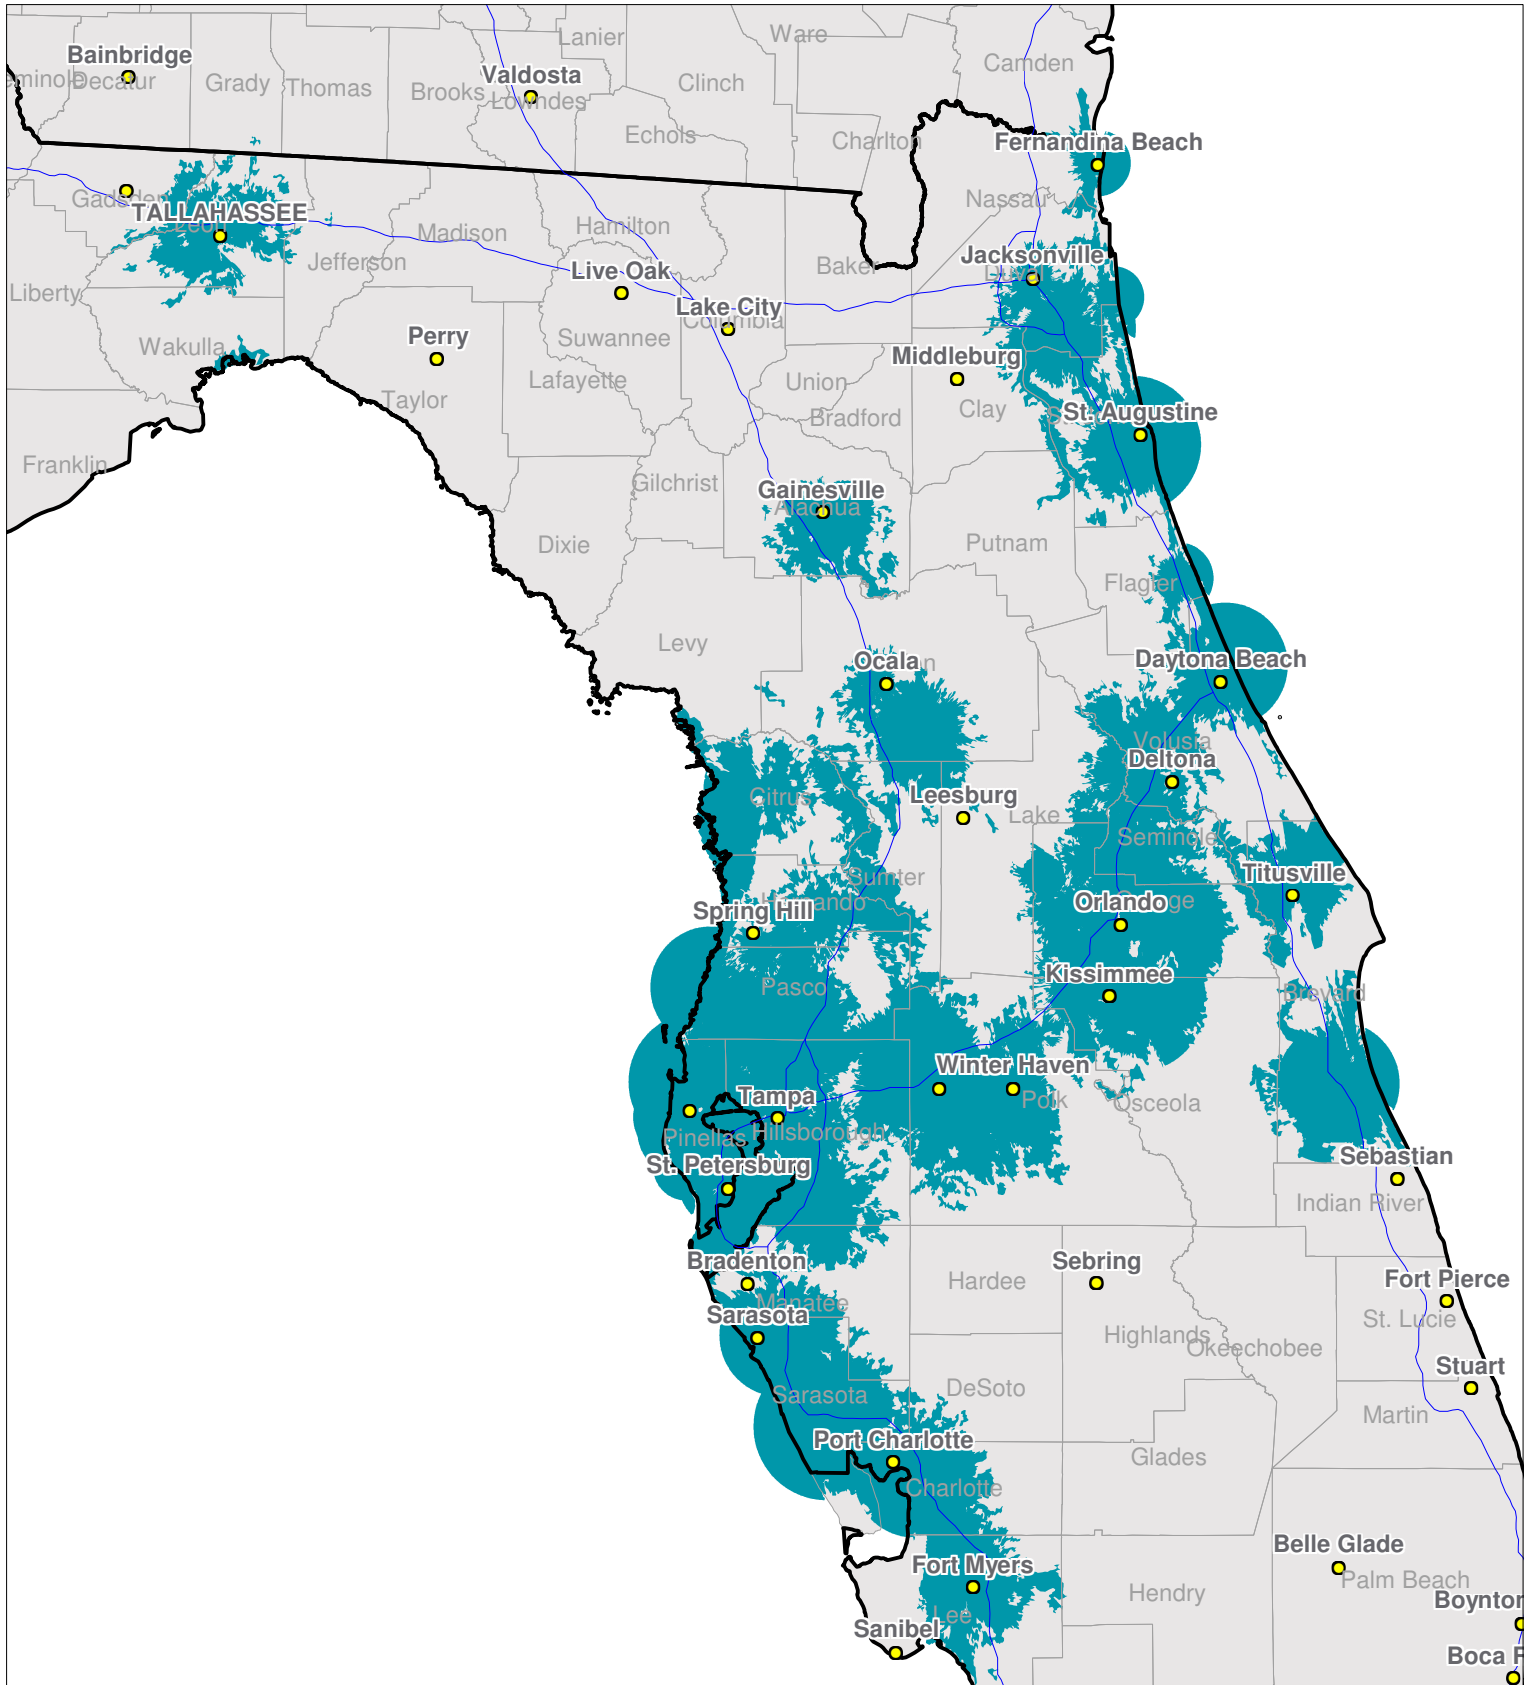 Lanier
Ware
Bainbridge
Camden
Valdosta
Decatur
Grady
Thomas
Brooks
Clinch
Lowndes
Echols
Charlton
Fernandina Beach
Gadsden
Nassau
TALLAHASSEE
Leon
Madison
Hamilton
Jefferson
Baker
Jacksonville
Duval
Live Oak
Liberty
Lake City
Columbia
Perry
Suwannee
Wakulla
Middleburg
Lafayette
Union
Taylor
Clay
St. Augustine
Bradford
Franklin
Gilchrist
Gainesville
Alachua
Dixie
Putnam
Flagler
Levy
Ocala
Daytona Beach
Volusia
Deltona
Citrus
Leesburg
Lake
Seminole
Sumter
Titusville
Hernando
Orlando
Spring Hill
Kissimmee
Pasco
Brevard
Winter Haven
Tampa
Polk
Osceola
Pinellas
Hillsborough
St. Petersburg
Sebastian
Indian River
Bradenton
Hardee
Sebring
Fort Pierce
Manatee
Sarasota
St. Lucie
Highlands
Okeechobee
Stuart
Sarasota
DeSoto
Martin
Port Charlotte
Glades
Charlotte
Belle Glade
Fort Myers
Palm Beach
Hendry
Lee
Sanibel
Boca